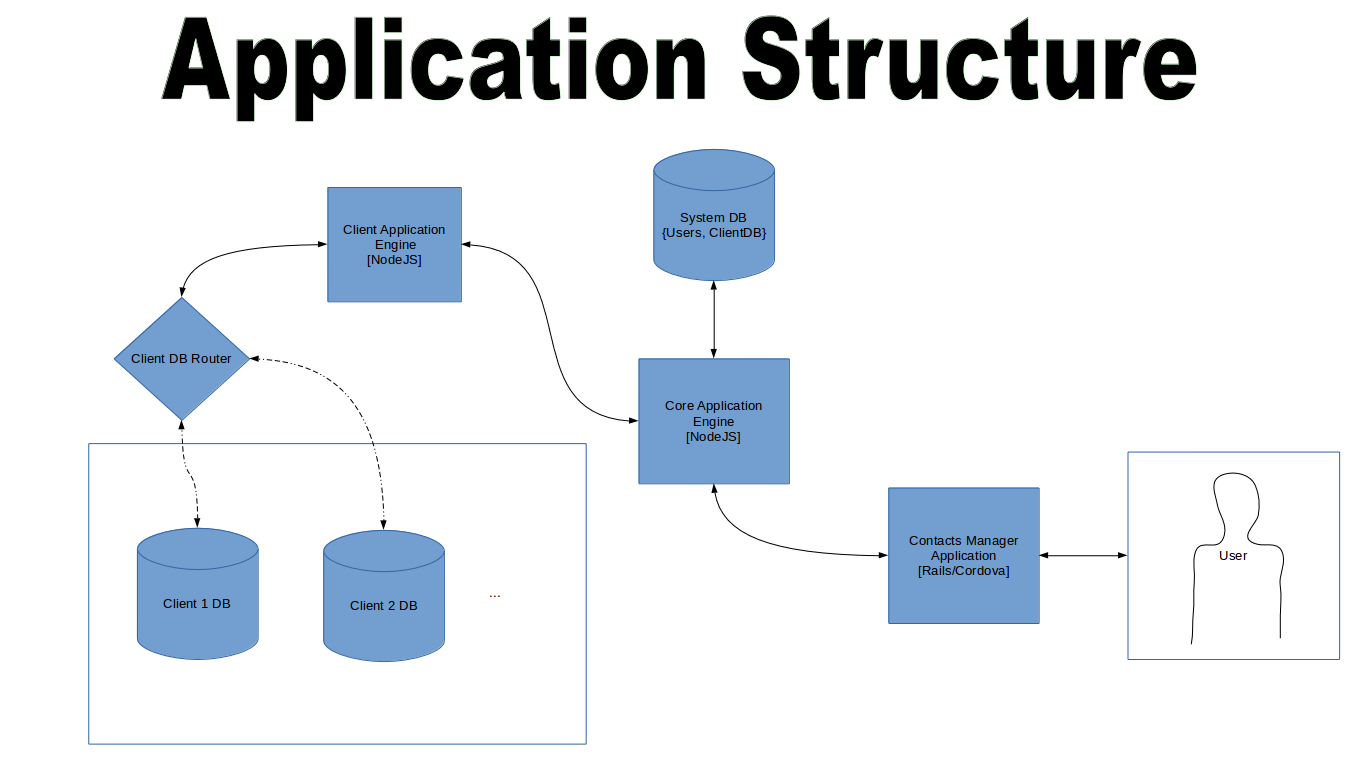 Application Structure
System DB
{Users, ClientDB}
Client Application
Engine
[NodeJS]
Client DB Router
Core Application
Engine
[NodeJS]
Contacts Manager
Application
[Rails/Cordova]
User
Client 1 DB
Client 2 DB
...